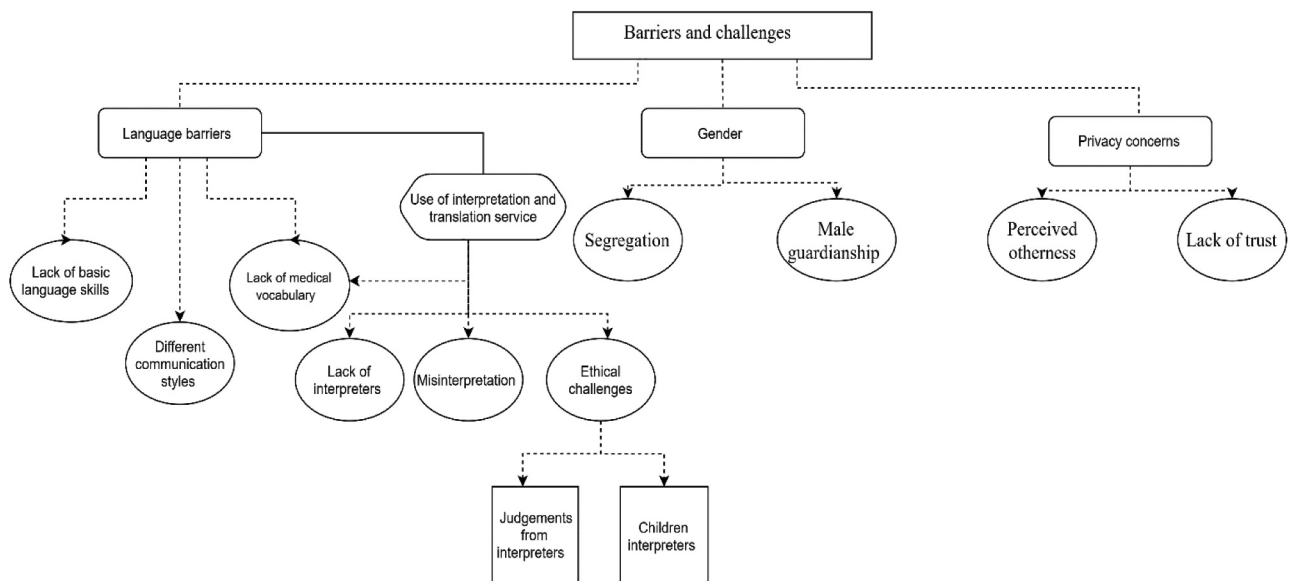 Barriers and challenges
Language barriers
Gender
Privacy concerns
Use of interpretation and
translation service
Segregation
Male
guardianship
Perceived
otherness
Lack of trust
Lack of basic
language skills
Lack of medical
vocabulary
Different
communication
styles
Lack of
interpreters
Misinterpretation
Ethical
challenges
Judgements
from
interpreters
Children
interpreters